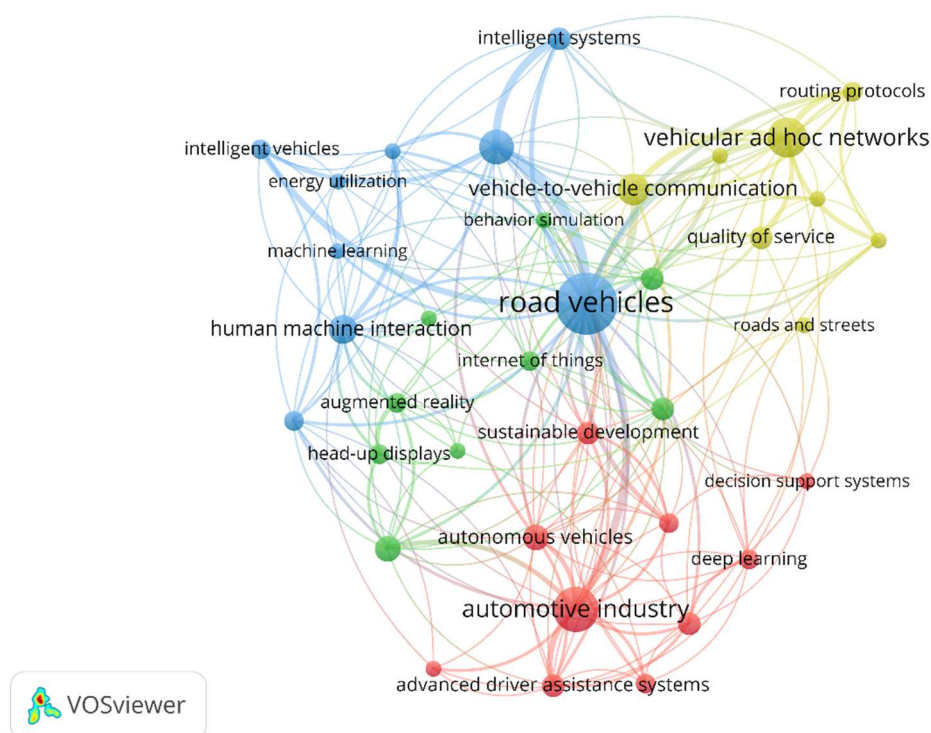 intelligent systems
routing protocols
vehicular ad hoc networks
intelligent vehicles
energy utilization
vehicle-to-vehicle communication
behavior simulation
quality of service
machine learning
road vehicles
human machine interaction
roads and streets
internet of things
augmented reality
sustainable development
head-up displays
decision support systems
autonomous vehicles
deep learning
automotive industry
advanced driver assistance systems
VOSviewer